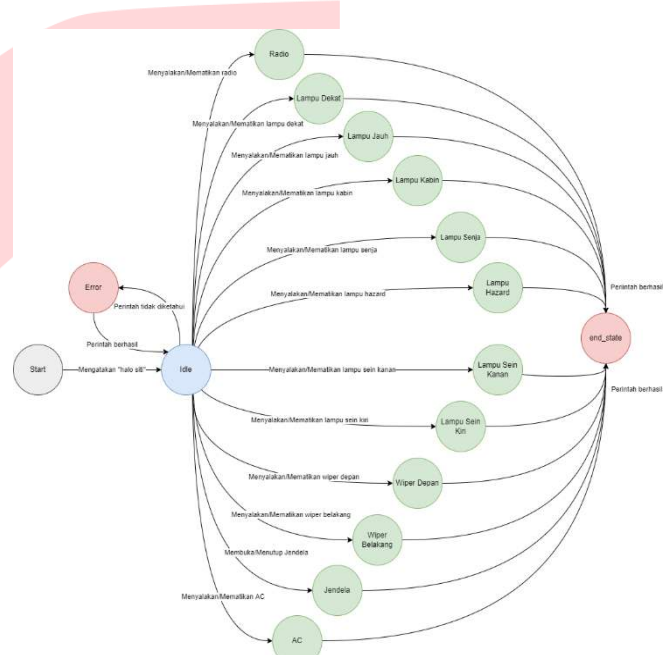 Radio
Menyalakan/Mematikan radio
Lampu Dekat
Menyalakan/Mematikan lampu dekat
Lampu Jauh
Menyalakan/Mematikan lampu jauh
Lampu Kabin
Menyalakan/Mematikan lampu kabin
Lampu Senja
Menyalakan/Mematikan lampu senja
Lampu
Hazard
Menyalakan/Mematikan lampu hazard
Perintah berhasil
Error
Perintah tidak diketahui
Perintah berhasil
end_state
Start
Mengatakan "halo
Idle
Menyalakan/Mematikan lampu sein kanan
Lampu Sein
Kanan
Perintah berhasil
Menyalakan/Mematikan lampu sein kiri
Lampu Sein
Kiri
Menyalakan/Mematikan wiper depan
Wiper Depan
Menyalakan/Mematikan wiper belakang
Wiper
Belakang
Membuka/Menutup Jendela
Jendela
Menyalakan/Mematikan AC
AC